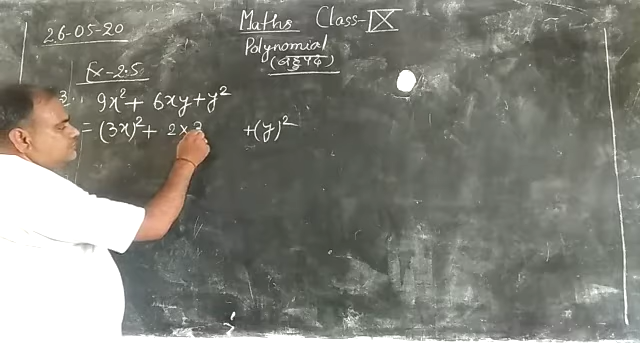 26-05-20
Maths Class-IX
Polynomial
(बहुपद)
Ex-2.5
3. 9x² + 6xy + y²
= (3x)² + 2×3 + (y)²